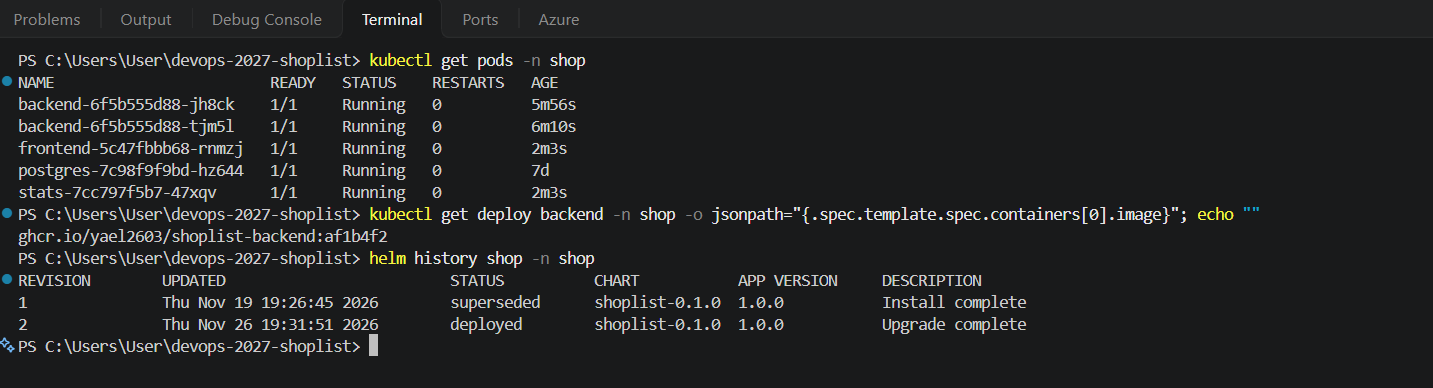 Problems Output Debug Console Terminal Ports Azure
PS C:\Users\User\devops-2027-shoplist> kubectl get pods -n shop
NAME READY STATUS RESTARTS AGE
backend-6f5b555d88-jh8ck 1/1 Running 0 5m56s
backend-6f5b555d88-tjm5l 1/1 Running 0 6m10s
frontend-5c47fbbb68-rnmzj 1/1 Running 0 2m3s
postgres-7c98f9f9bd-hz644 1/1 Running 0 7d
stats-7cc797f5b7-47xqv 1/1 Running 0 2m3s
PS C:\Users\User\devops-2027-shoplist> kubectl get deploy backend -n shop -o jsonpath="{.spec.template.spec.containers[0].image}"; echo ""
ghcr.io/yael2603/shoplist-backend:af1b4f2
PS C:\Users\User\devops-2027-shoplist> helm history shop -n shop
REVISION UPDATED STATUS CHART APP VERSION DESCRIPTION
1 Thu Nov 19 19:26:45 2026 superseded shoplist-0.1.0 1.0.0 Install complete
2 Thu Nov 26 19:31:51 2026 deployed shoplist-0.1.0 1.0.0 Upgrade complete
PS C:\Users\User\devops-2027-shoplist>